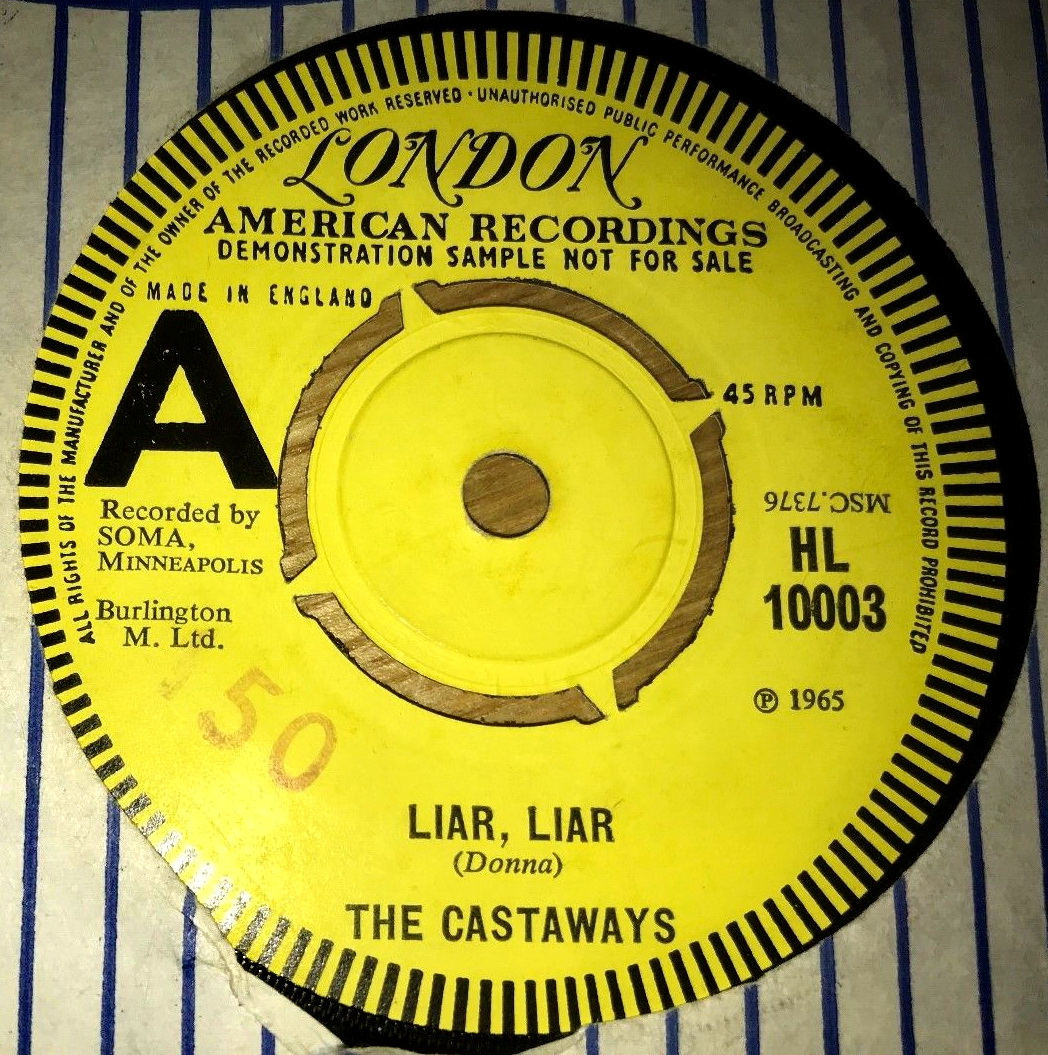 ALL RIGHTS OF THE MANUFACTURER AND OF THE OWNER OF THE RECORDED WORK RESERVED · UNAUTHORISED PUBLIC PERFORMANCE BROADCASTING AND COPYING OF THIS RECORD PROHIBITED
LONDON
AMERICAN RECORDINGS
DEMONSTRATION SAMPLE NOT FOR SALE
MADE IN ENGLAND
A
45 RPM
Recorded by
SOMA,
MINNEAPOLIS
Burlington
M. Ltd.
MSC.7376
HL
10003
℗ 1965
50
LIAR, LIAR
(Donna)
THE CASTAWAYS